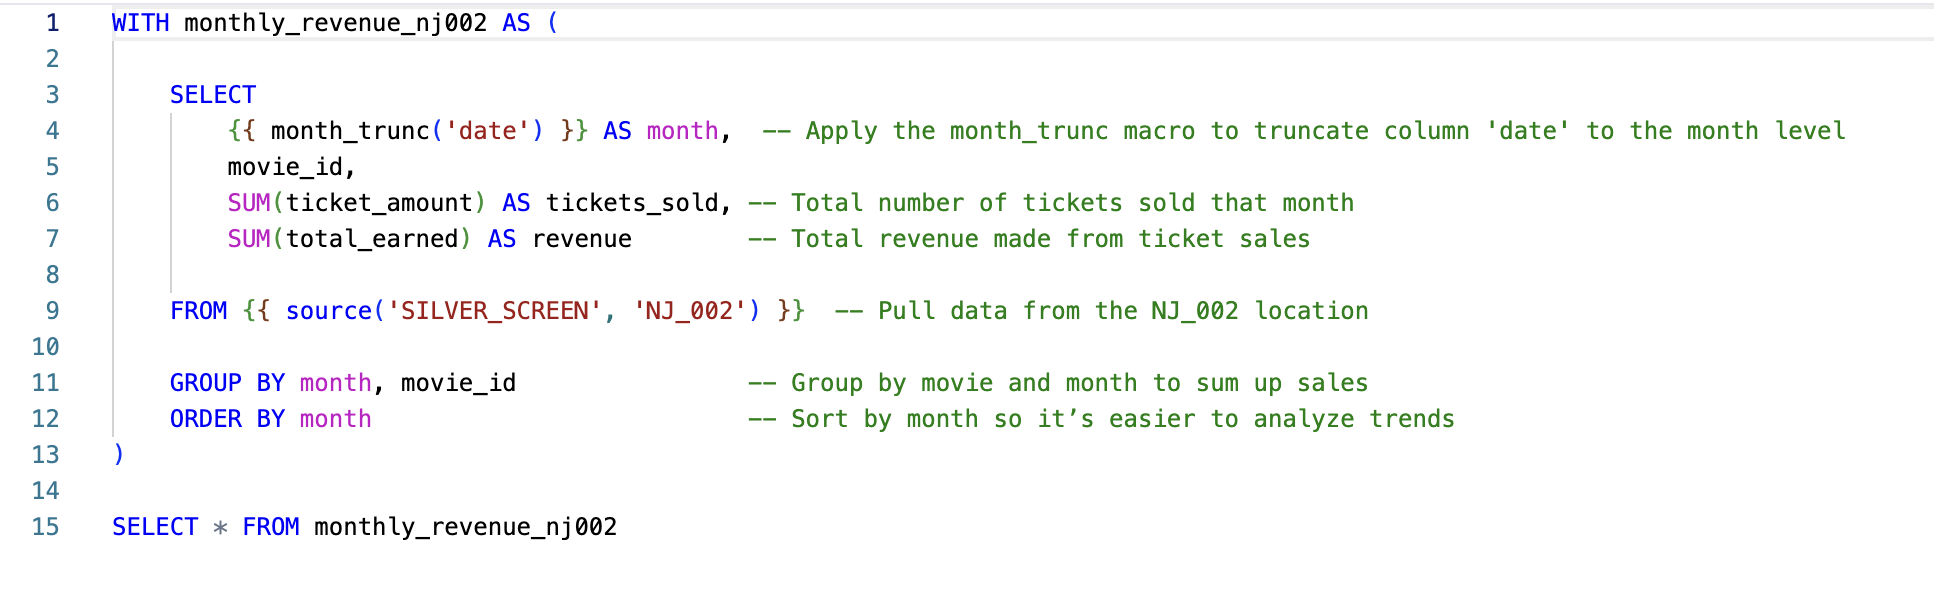 1 WITH monthly_revenue_nj002 AS (
2
3 SELECT
4 {{ month_trunc('date') }} AS month, -- Apply the month_trunc macro to truncate column 'date' to the month level
5 movie_id,
6 SUM(ticket_amount) AS tickets_sold, -- Total number of tickets sold that month
7 SUM(total_earned) AS revenue -- Total revenue made from ticket sales
8
9 FROM {{ source('SILVER_SCREEN', 'NJ_002') }} -- Pull data from the NJ_002 location
10
11 GROUP BY month, movie_id -- Group by movie and month to sum up sales
12 ORDER BY month -- Sort by month so it’s easier to analyze trends
13 )
14
15 SELECT * FROM monthly_revenue_nj002